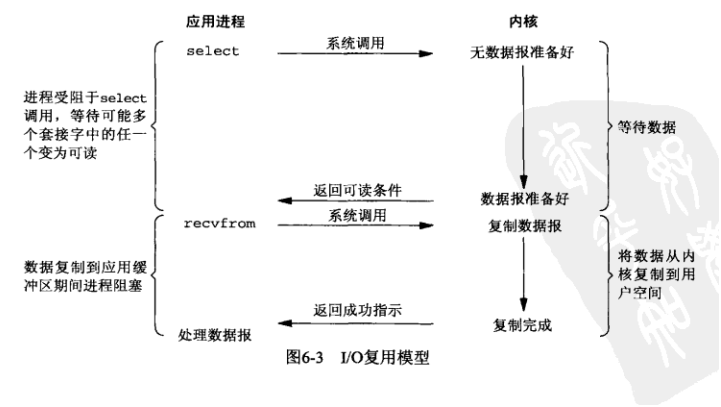 应用进程
内核
select
系统调用
无数据报准备好
进程受阻于select
调用，等待可能多
个套接字中的任一
个变为可读
等待数据
返回可读条件
数据报准备好
recvfrom
系统调用
复制数据报
数据复制到应用缓
冲区期间进程阻塞
将数据从内
核复制到用
户空间
返回成功指示
复制完成
处理数据报
图6-3 I/O复用模型